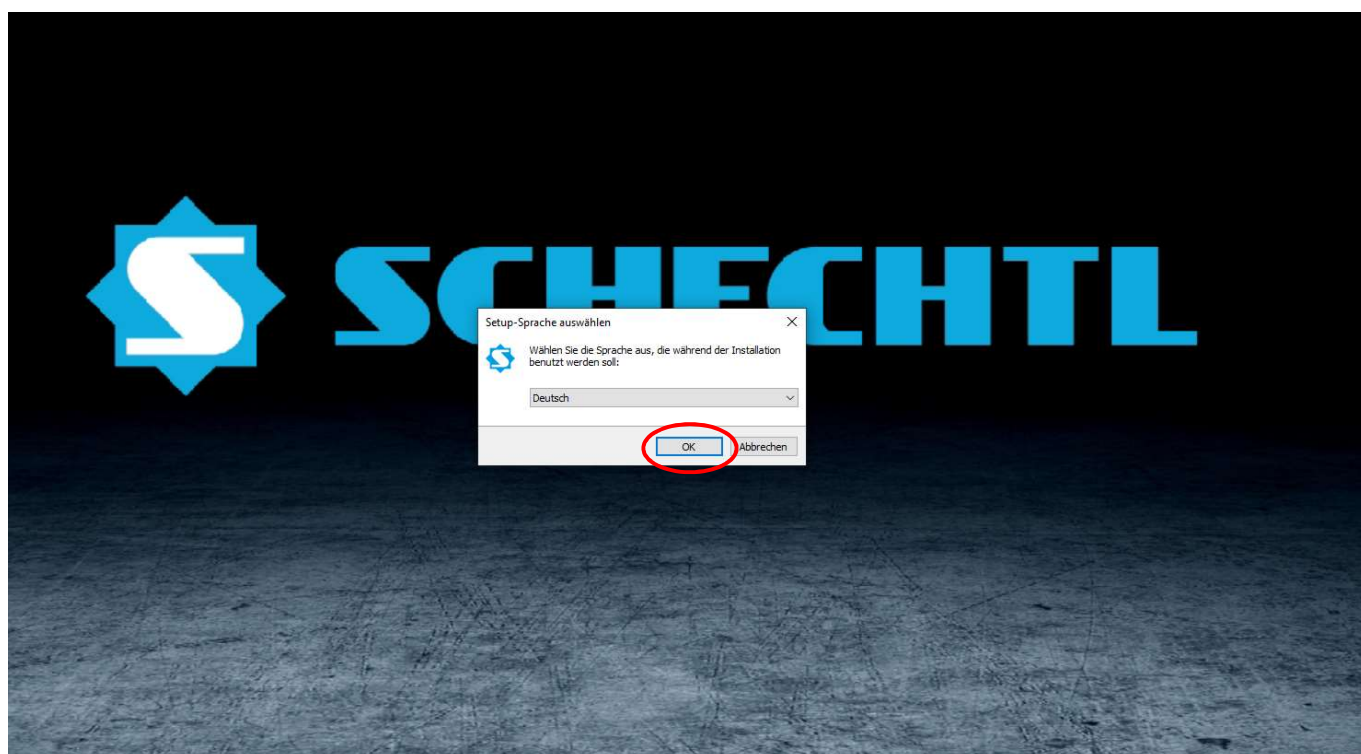 SCHECHTL
Setup-Sprache auswählen
Wählen Sie die Sprache aus, die während der Installation
benutzt werden soll:
Deutsch
OK
Abbrechen